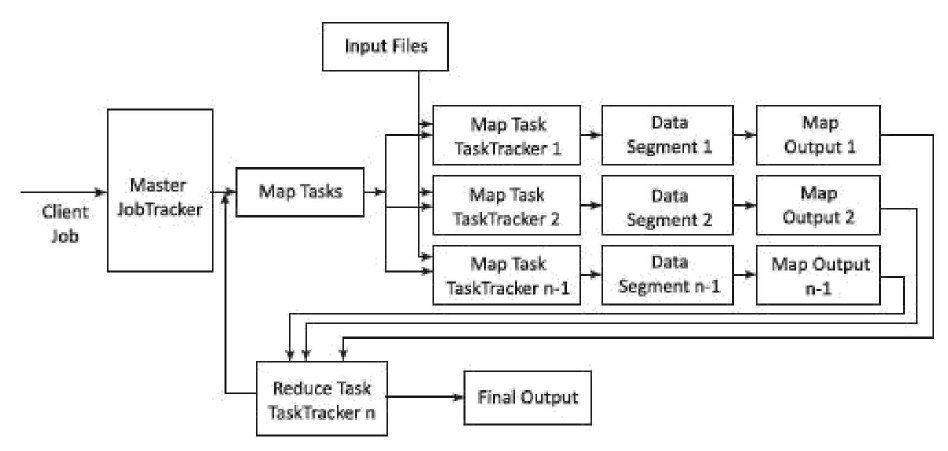 Input Files
Client
Job
Master
JobTracker
Map Tasks
Map Task
TaskTracker 1
Data
Segment 1
Map
Output 1
Map Task
TaskTracker 2
Data
Segment 2
Map
Output 2
Map Task
TaskTracker n-1
Data
Segment n-1
Map Output
n-1
Reduce Task
TaskTracker n
Final Output